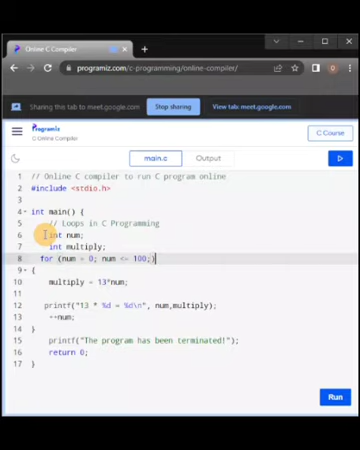 Online C Compiler
programiz.com/c-programming/online-compiler/
Sharing this tab to meet.google.com
Stop sharing
View tab: meet.google.com
Programiz
C Online Compiler
C Course
main.c
Output
1 // Online C compiler to run C program online
2 #include <stdio.h>
3
4 int main() {
5 // Loops in C Programming
6 int num;
7 int multiply;
8 for (num = 0; num <= 100;)
9 {
10 multiply = 13*num;
11
12 printf("13 * %d = %d\n", num,multiply);
13 ++num;
14 }
15 printf("The program has been terminated!");
16 return 0;
17 }
Run